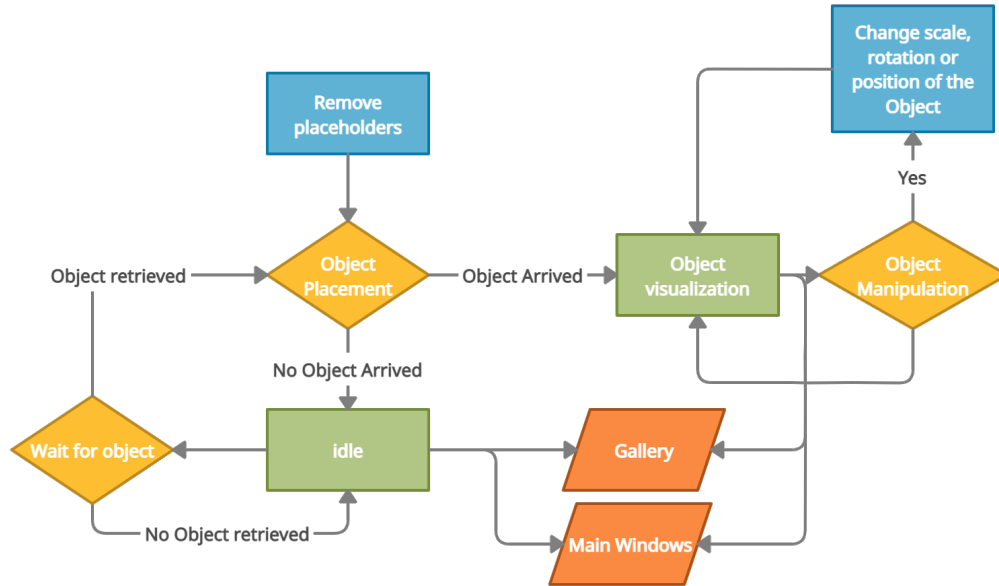 Change scale,
rotation or
position of the
Object
Remove
placeholders
Yes
Object retrieved
Object
Placement
Object Arrived
Object
visualization
Object
Manipulation
No Object Arrived
Wait for object
idle
Gallery
No Object retrieved
Main Windows